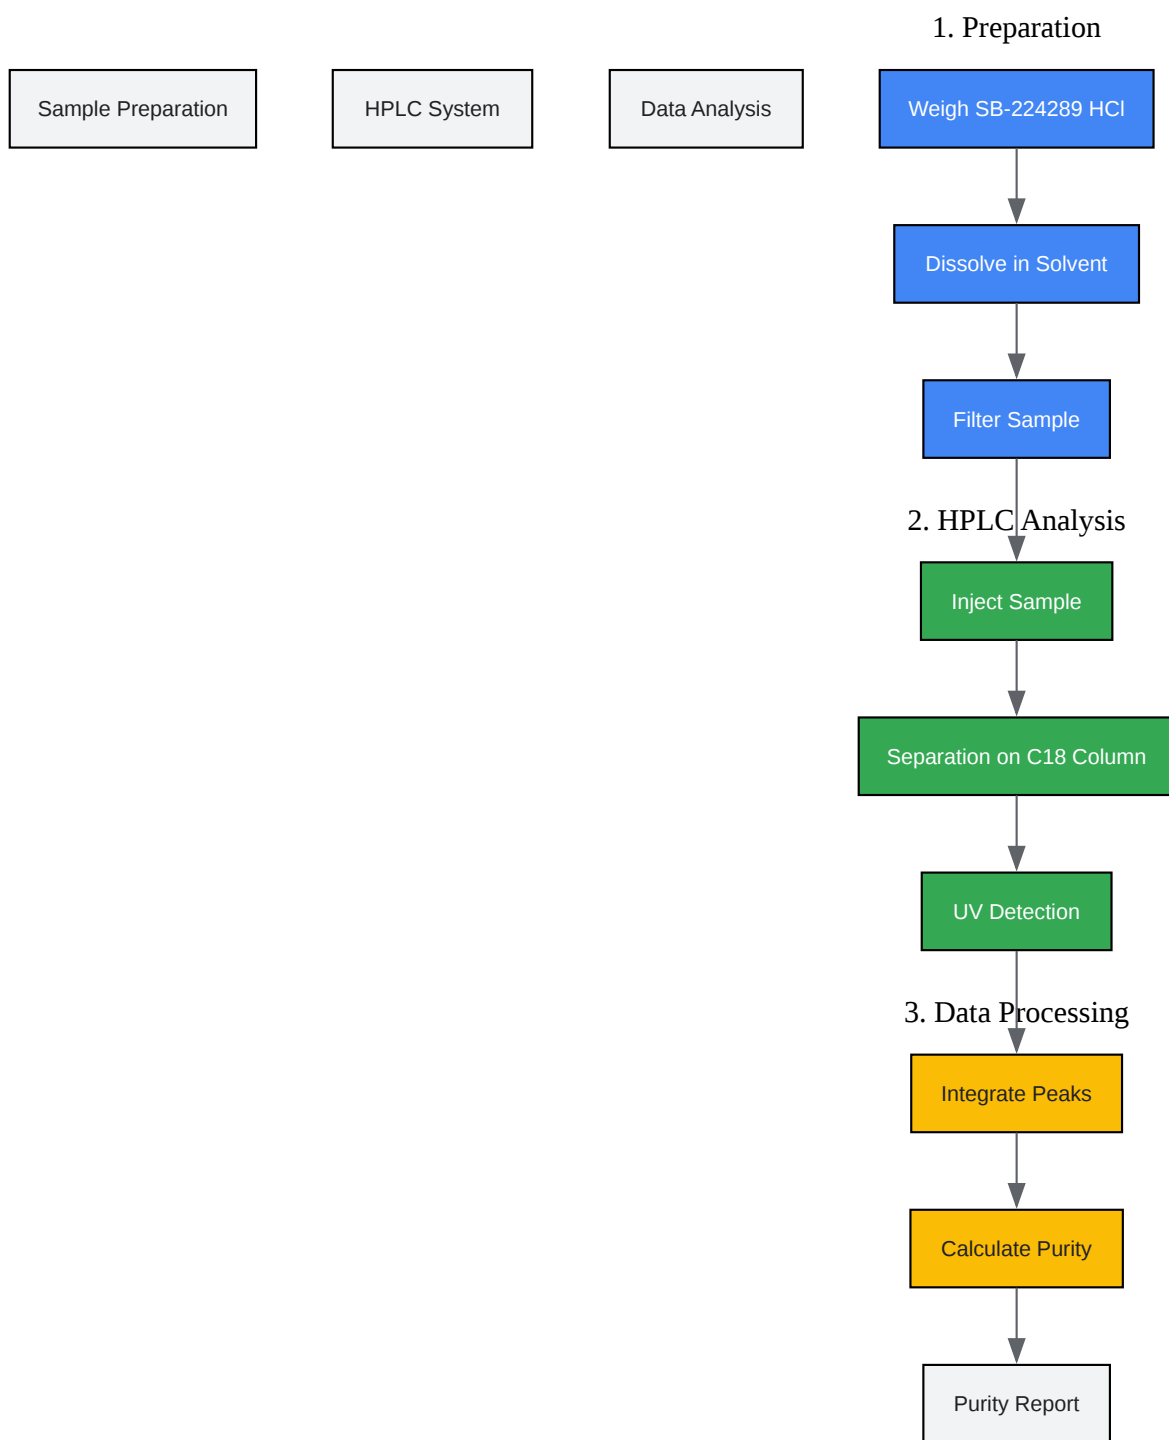 1. Preparation
Sample Preparation
HPLC System
Data Analysis
Weigh SB-224289 HCl
Dissolve in Solvent
Filter Sample
2. HPLC Analysis
Inject Sample
Separation on C18 Column
UV Detection
3. Data Processing
Integrate Peaks
Calculate Purity
Purity Report